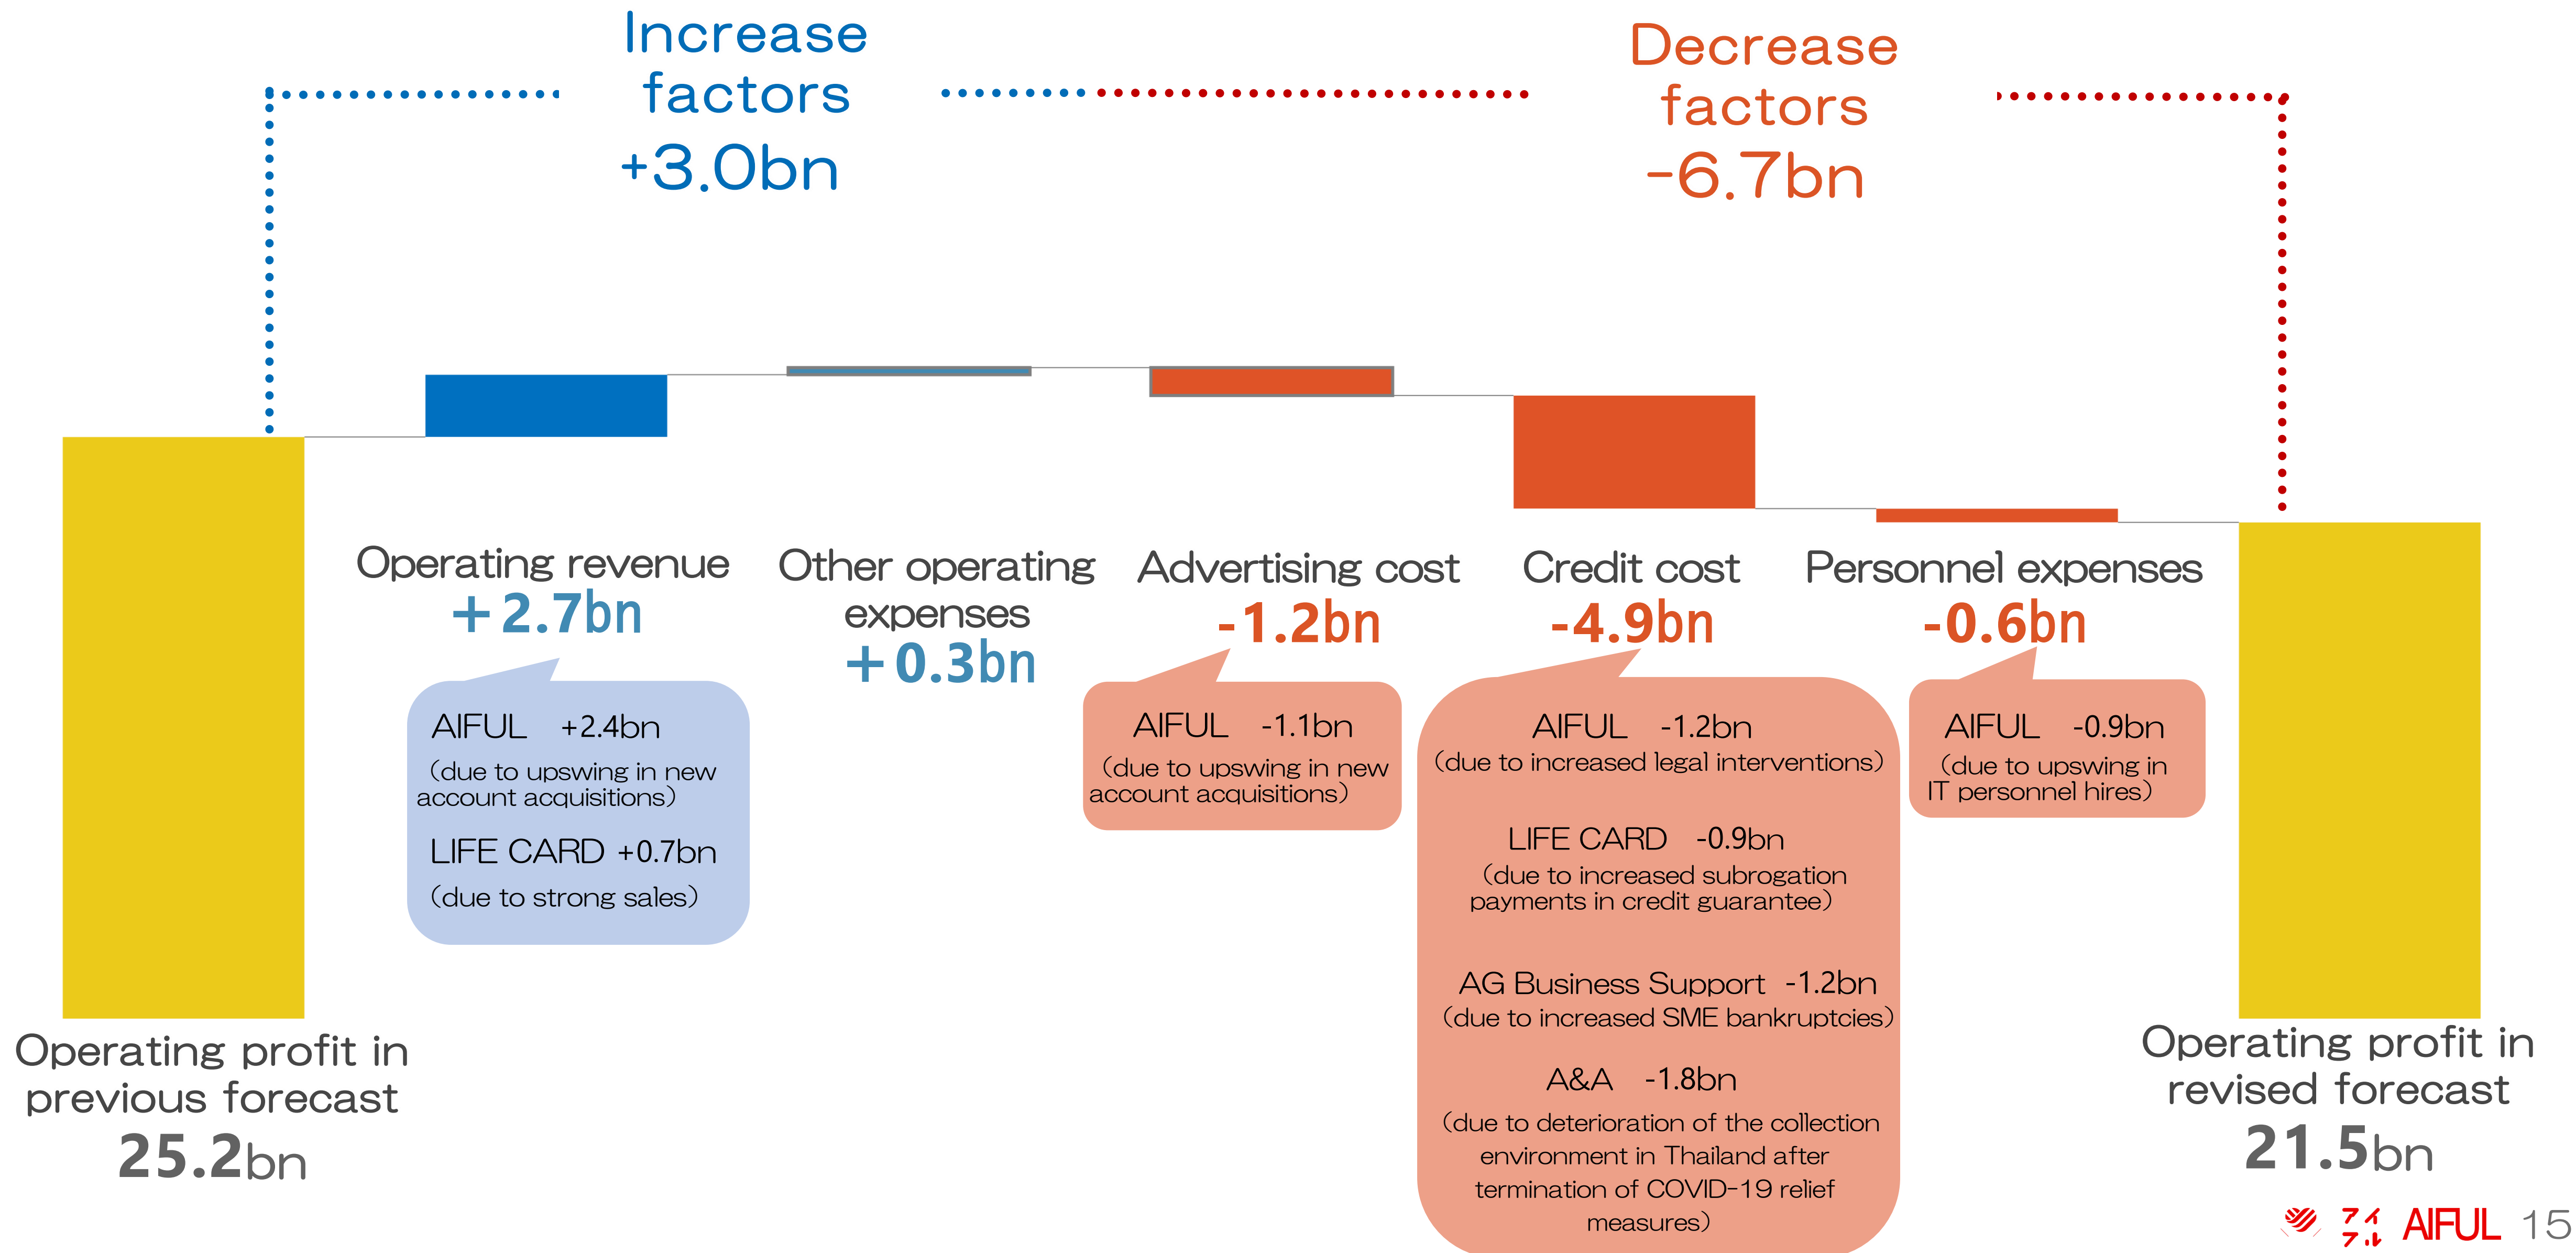 Increase
factors
+3.0bn
Decrease
factors
-6.7bn
Operating revenue
+2.7bn
Other operating
expenses
+0.3bn
Advertising cost
-1.2bn
Credit cost
-4.9bn
Personnel expenses
-0.6bn
AIFUL +2.4bn
(due to upswing in new
account acquisitions)
LIFE CARD +0.7bn
(due to strong sales)
AIFUL -1.1bn
(due to upswing in new
account acquisitions)
AIFUL -1.2bn
(due to increased legal interventions)
LIFE CARD -0.9bn
(due to increased subrogation
payments in credit guarantee)
AG Business Support -1.2bn
(due to increased SME bankruptcies)
A&A -1.8bn
(due to deterioration of the collection
environment in Thailand after
termination of COVID-19 relief
measures)
AIFUL -0.9bn
(due to upswing in
IT personnel hires)
Operating profit in
previous forecast
25.2bn
Operating profit in
revised forecast
21.5bn
アイ
フル
AIFUL 15